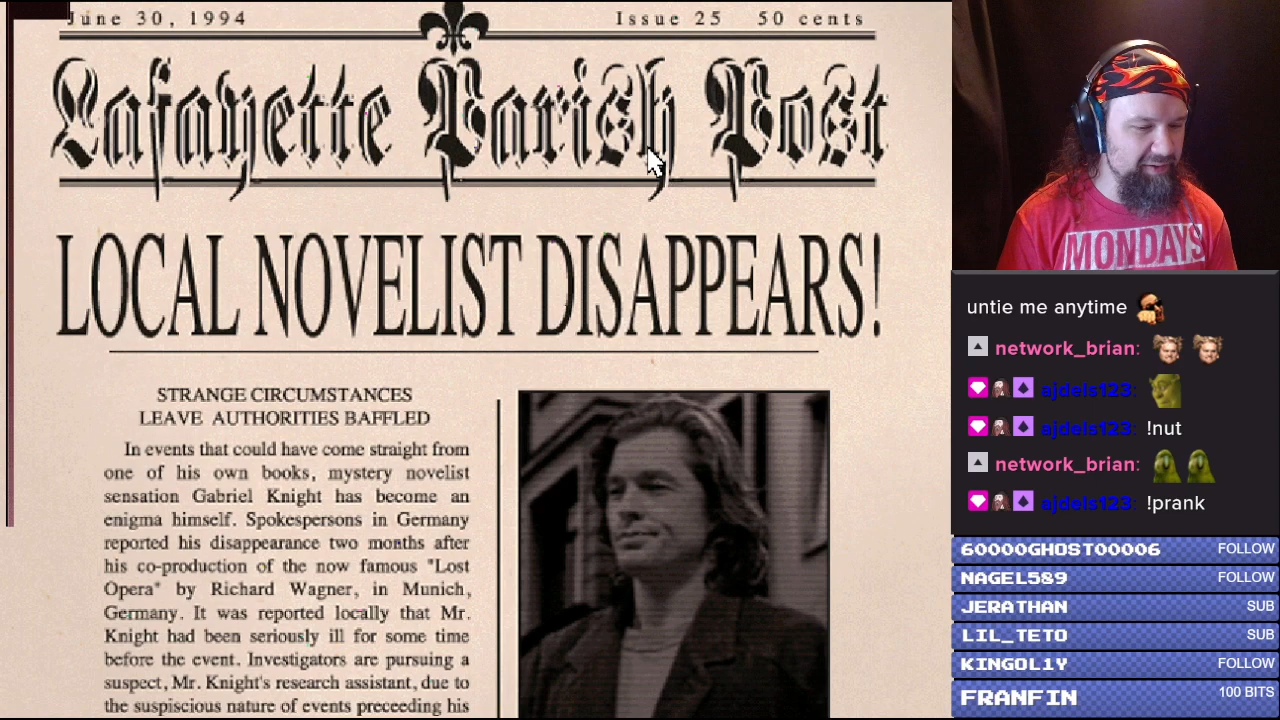 June 30, 1994 Issue 25 50 cents
Lafayette Parish Post
LOCAL NOVELIST DISAPPEARS!
STRANGE CIRCUMSTANCES
LEAVE AUTHORITIES BAFFLED
In events that could have come straight from
one of his own books, mystery novelist
sensation Gabriel Knight has become an
enigma himself. Spokespersons in Germany
reported his disappearance two months after
his co-production of the now famous "Lost
Opera" by Richard Wagner, in Munich,
Germany. It was reported locally that Mr.
Knight had been seriously ill for some time
before the event. Investigators are pursuing a
suspect, Mr. Knight's research assistant, due to
the suspiscious nature of events preceeding his
MONDAYS
untie me anytime
network_brian:
ajdels123:
ajdels123: !nut
network_brian:
ajdels123: !prank
60000GHOST00006 FOLLOW
NAGEL589 FOLLOW
JERATHAN SUB
LIL_TETO SUB
KINGOL1Y FOLLOW
FRANFIN 100 BITS